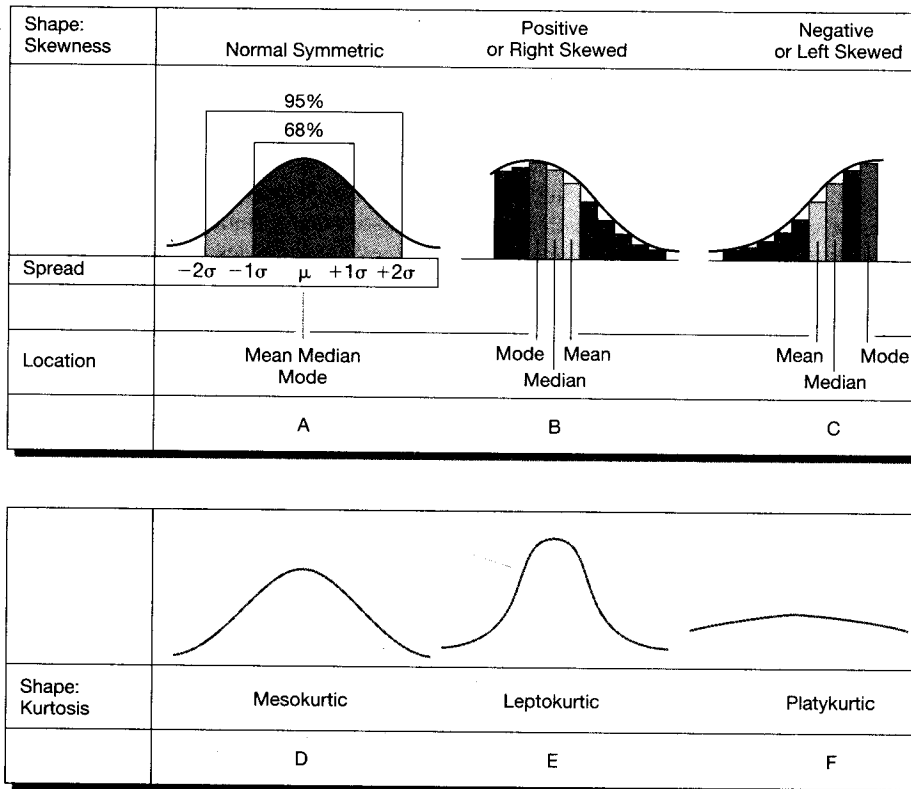 Shape:
Skewness
Normal Symmetric
Positive
or Right Skewed
Negative
or Left Skewed
95%
68%
Spread
−2σ −1σ μ +1σ +2σ
Location
Mean Median
Mode
Mode Mean
Median
Mean Mode
Median
A B C
Shape:
Kurtosis
Mesokurtic Leptokurtic Platykurtic
D E F